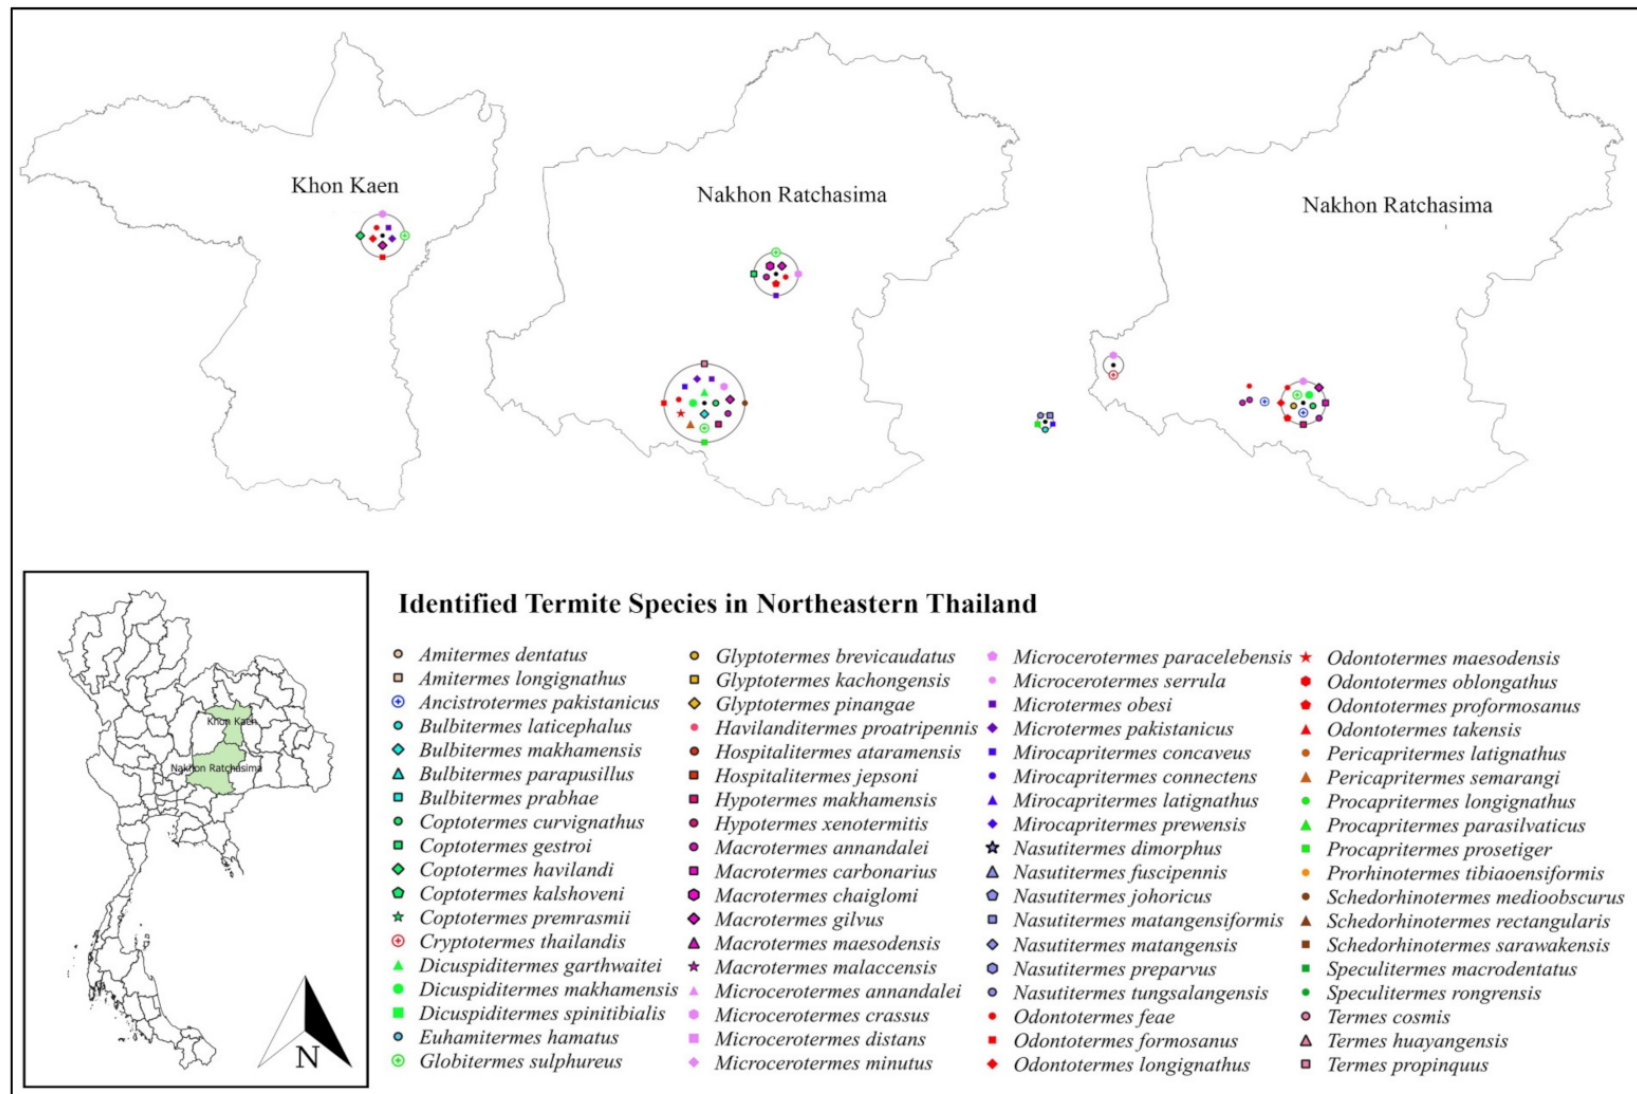 Khon Kaen
Nakhon Ratchasima
Nakhon Ratchasima
Khon Kaen
Nakhon Ratchasima
N
Identified Termite Species in Northeastern Thailand
Amitermes dentatus
Amitermes longignathus
Ancistrotermes pakistanicus
Bulbitermes laticephalus
Bulbitermes makhamensis
Bulbitermes parapusillus
Bulbitermes prabhae
Coptotermes curvignathus
Coptotermes gestroi
Coptotermes havilandi
Coptotermes kalshoveni
Coptotermes premrasmii
Cryptotermes thailandis
Dicuspiditermes garthwaitei
Dicuspiditermes makhamensis
Dicuspiditermes spinitibialis
Euhamitermes hamatus
Globitermes sulphureus
Glyptotermes brevicaudatus
Glyptotermes kachongensis
Glyptotermes pinangae
Havilanditermes proatripennis
Hospitalitermes ataramensis
Hospitalitermes jepsoni
Hypotermes makhamensis
Hypotermes xenotermitis
Macrotermes annandalei
Macrotermes carbonarius
Macrotermes chaiglomi
Macrotermes gilvus
Macrotermes maesodensis
Macrotermes malaccensis
Microcerotermes annandalei
Microcerotermes crassus
Microcerotermes distans
Microcerotermes minutus
Microcerotermes paracelebensis
Microcerotermes serrula
Microtermes obesi
Microtermes pakistanicus
Mirocapritermes concaveus
Mirocapritermes connectens
Mirocapritermes latignathus
Mirocapritermes prewensis
Nasutitermes dimorphus
Nasutitermes fuscipennis
Nasutitermes johoricus
Nasutitermes matangensiformis
Nasutitermes matangensis
Nasutitermes preparvus
Nasutitermes tungsalangensis
Odontotermes feae
Odontotermes formosanus
Odontotermes longignathus
Odontotermes maesodensis
Odontotermes oblongathus
Odontotermes proformosanus
Odontotermes takensis
Pericapritermes latignathus
Pericapritermes semarangi
Procapritermes longignathus
Procapritermes parasilvaticus
Procapritermes prosetiger
Prorhinotermes tibiaoensiformis
Schedorhinotermes medioobscurus
Schedorhinotermes rectangularis
Schedorhinotermes sarawakensis
Speculitermes macrodentatus
Speculitermes rongrensis
Termes cosmis
Termes huayangensis
Termes propinquus